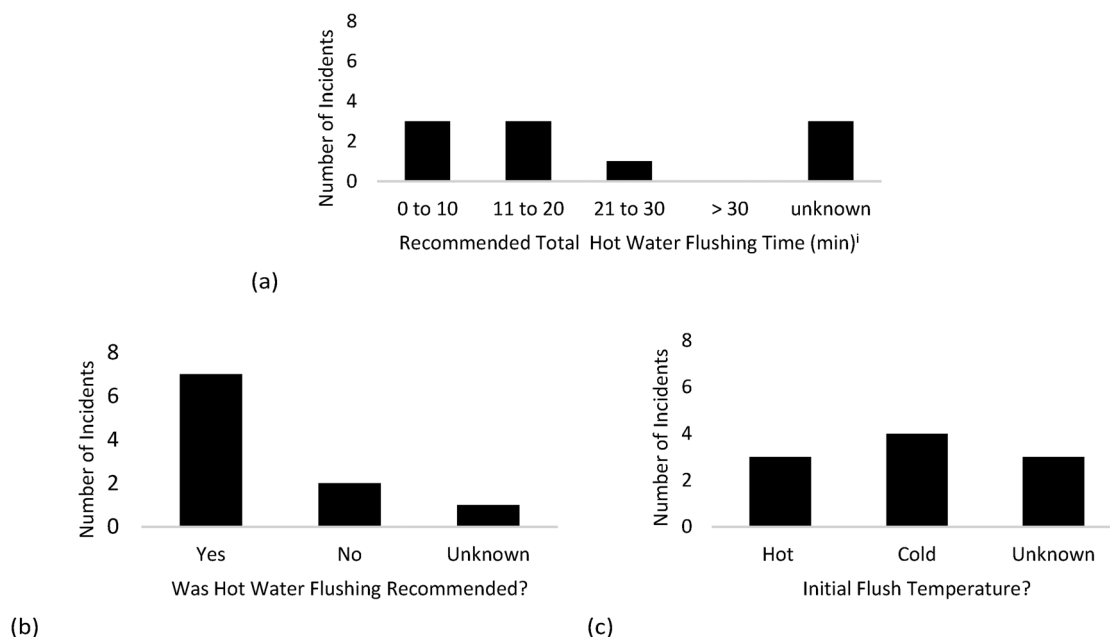 8
6
4
2
0
Number of Incidents
0 to 10 11 to 20 21 to 30 > 30 unknown
Recommended Total Hot Water Flushing Time (min)ⁱ
(a)
8
6
4
2
0
Number of Incidents
Yes No Unknown
Was Hot Water Flushing Recommended?
(b)
8
6
4
2
0
Number of Incidents
Hot Cold Unknown
Initial Flush Temperature?
(c)